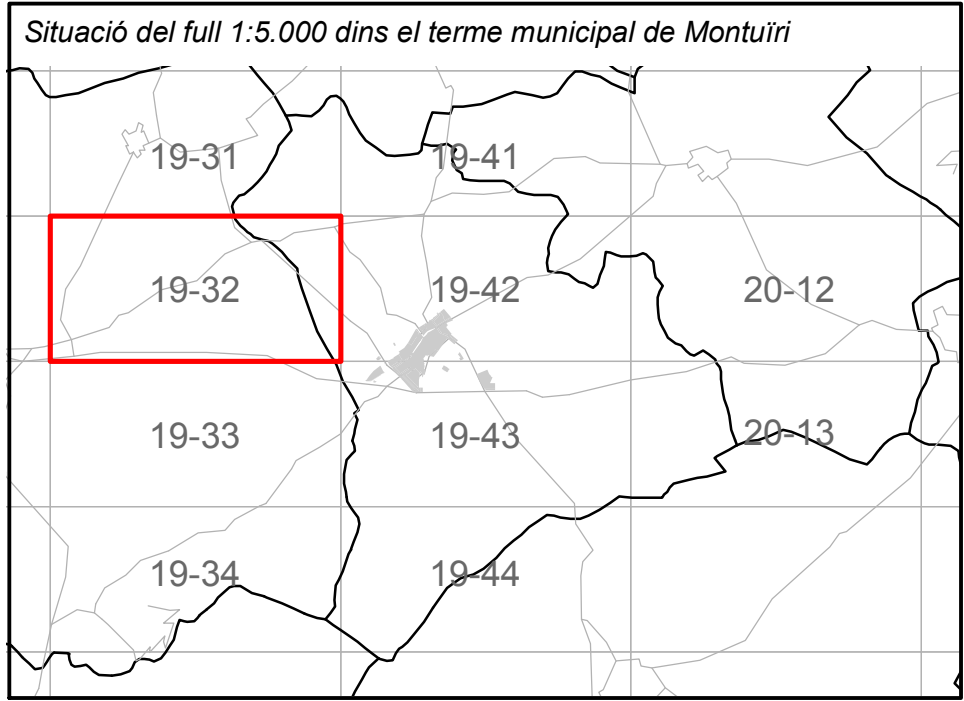 Situació del full 1:5.000 dins el terme municipal de Montuïri
19-31 19-41
19-32 19-42 20-12
19-33 19-43 20-13
19-34 19-44